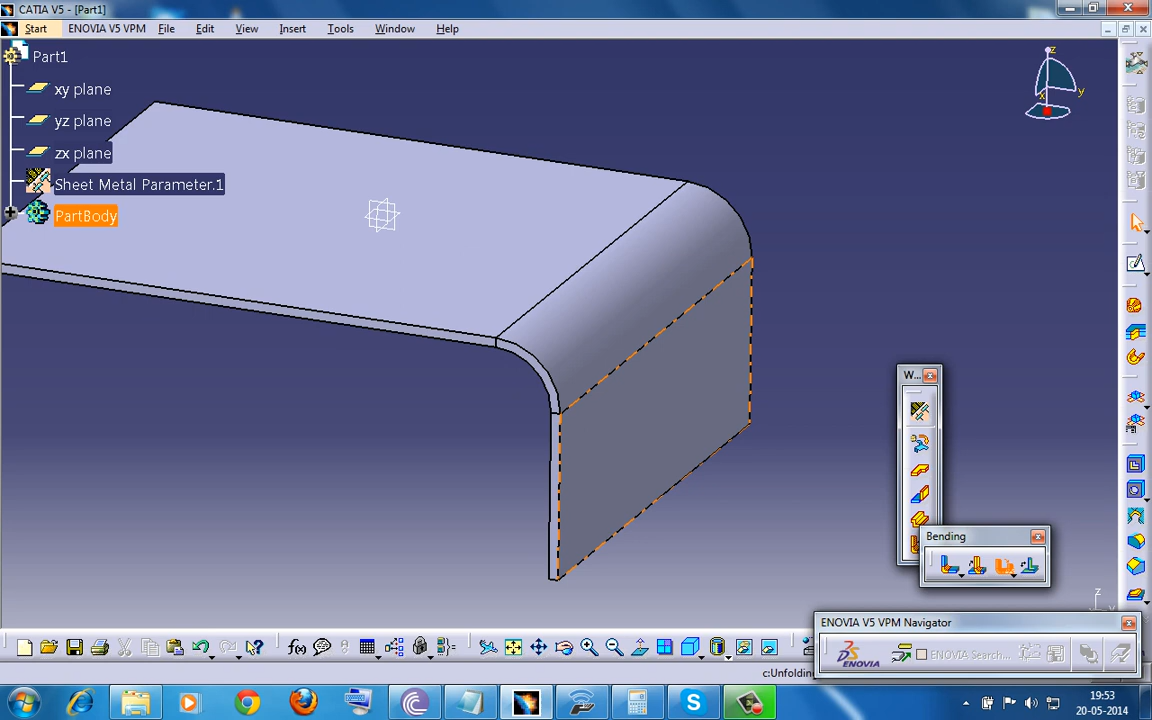 CATIA V5 - [Part1]
Start ENOVIA V5 VPM File Edit View Insert Tools Window Help
Part1
xy plane
yz plane
zx plane
Sheet Metal Parameter.1
PartBody
z
y
x
W...
Bending
z
ENOVIA V5 VPM Navigator
f(x)
ENOVIA
ENOVIA Search...
c:Unfolding
19:53
20-05-2014